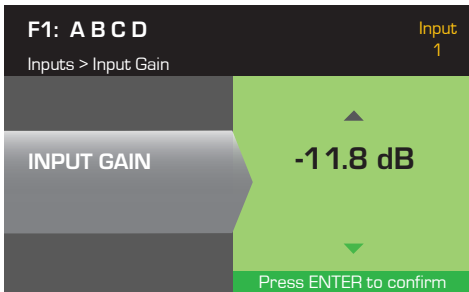 F1: A B C D
Input
1
Inputs > Input Gain
INPUT GAIN
-11.8 dB
Press ENTER to confirm